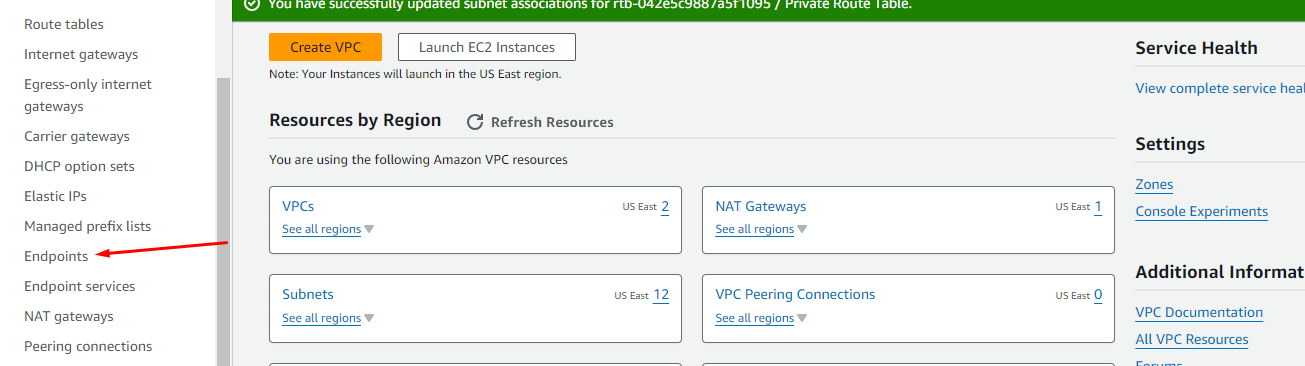 Route tables
Internet gateways
Egress-only internet
gateways
Carrier gateways
DHCP option sets
Elastic IPs
Managed prefix lists
Endpoints
Endpoint services
NAT gateways
Peering connections
You have successfully updated subnet associations for rtb-042e5c9887a5f1095 / Private Route Table.
Create VPC
Launch EC2 Instances
Note: Your Instances will launch in the US East region.
Resources by Region
Refresh Resources
You are using the following Amazon VPC resources
VPCs
US East 2
See all regions
NAT Gateways
US East 1
See all regions
Subnets
US East 12
See all regions
VPC Peering Connections
US East 0
See all regions
Service Health
View complete service heal
Settings
Zones
Console Experiments
Additional Informat
VPC Documentation
All VPC Resources
Forums